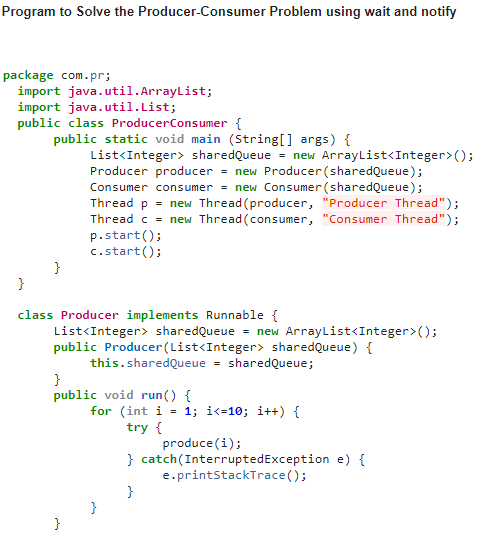 Program to Solve the Producer-Consumer Problem using wait and notify
package com.pr;
import java.util.ArrayList;
import java.util.List;
public class ProducerConsumer {
public static void main (String[] args) {
List<Integer> sharedQueue = new ArrayList<Integer>();
Producer producer = new Producer(sharedQueue);
Consumer consumer = new Consumer(sharedQueue);
Thread p = new Thread(producer, "Producer Thread");
Thread c = new Thread(consumer, "Consumer Thread");
p.start();
c.start();
}
}
class Producer implements Runnable {
List<Integer> sharedQueue = new ArrayList<Integer>();
public Producer(List<Integer> sharedQueue) {
this.sharedQueue = sharedQueue;
}
public void run() {
for (int i = 1; i<=10; i++) {
try {
produce(i);
} catch(InterruptedException e) {
e.printStackTrace();
}
}
}